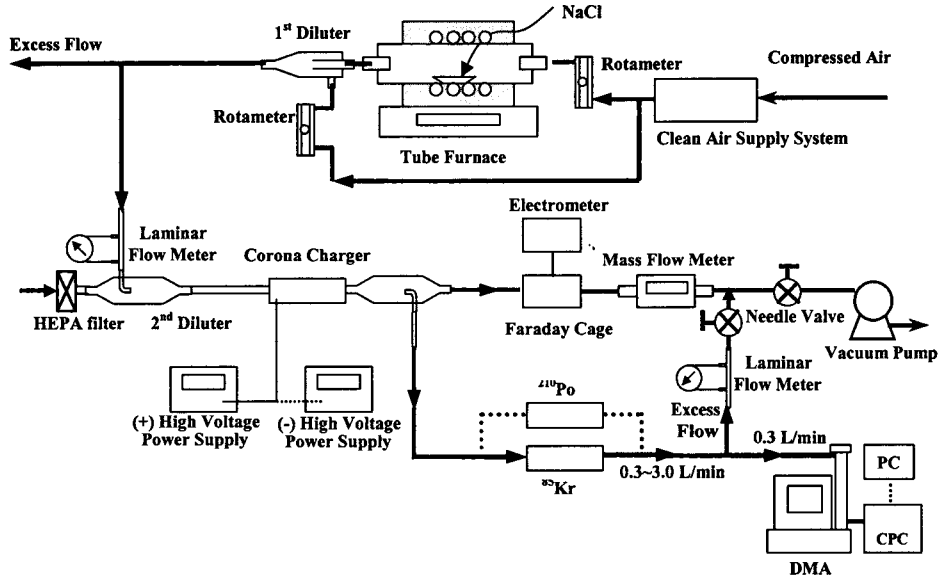 NaCl
1st Diluter
Excess Flow
Rotameter
Compressed Air
Rotameter
Clean Air Supply System
Tube Furnace
Electrometer
Laminar
Flow Meter
Corona Charger
Mass Flow Meter
HEPA filter
2nd Diluter
Faraday Cage
Needle Valve
Vacuum Pump
Laminar
Flow Meter
(+) High Voltage
Power Supply
(-) High Voltage
Power Supply
210Po
Excess
Flow
0.3 L/min
0.3~3.0 L/min
85Kr
PC
CPC
DMA